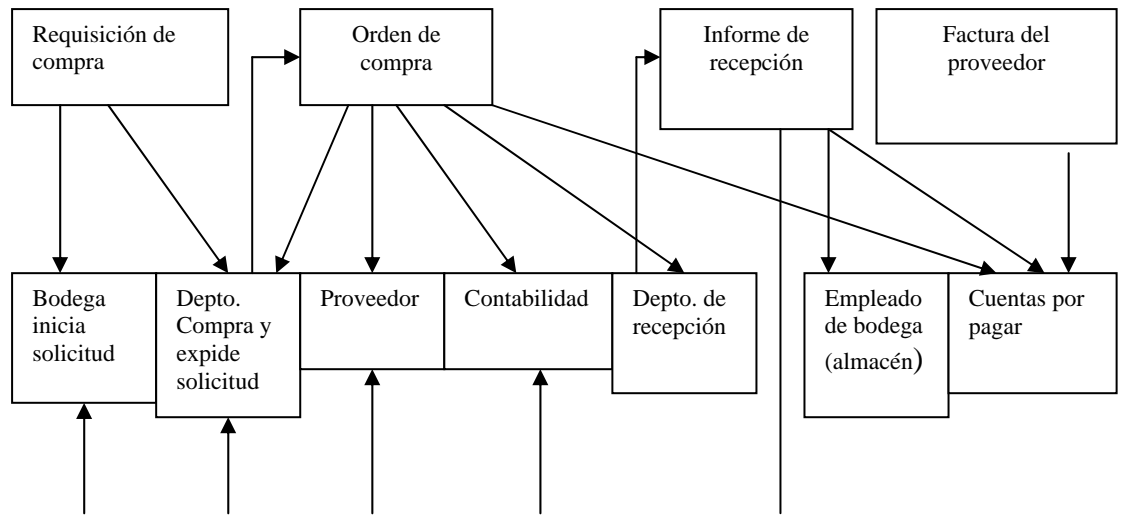 Requisición de
compra
Orden de
compra
Informe de
recepción
Factura del
proveedor
Bodega
inicia
solicitud
Depto.
Compra y
expide
solicitud
Proveedor
Contabilidad
Depto. de
recepción
Empleado
de bodega
(almacén)
Cuentas por
pagar